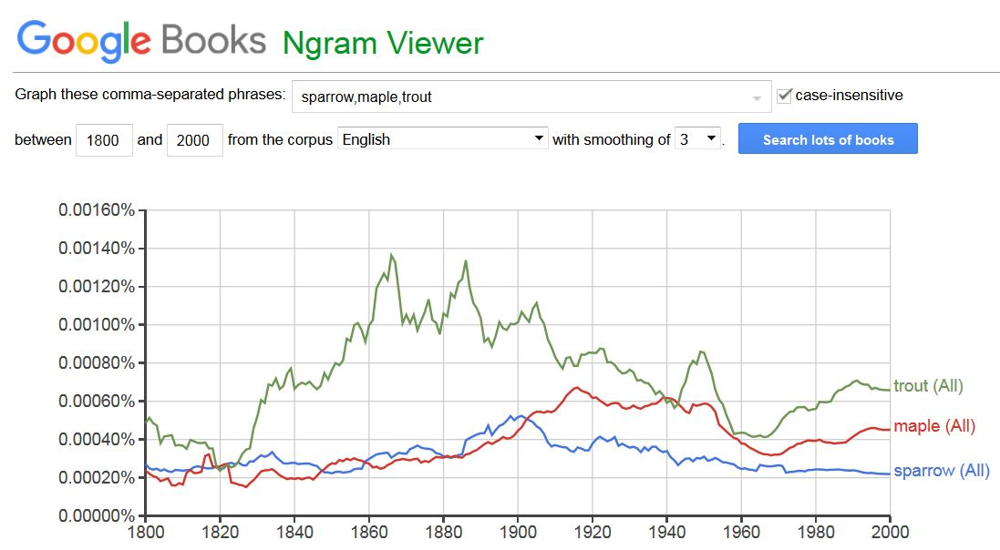 Google Books Ngram Viewer
Graph these comma-separated phrases: sparrow,maple,trout case-insensitive
between 1800 and 2000 from the corpus English with smoothing of 3 . Search lots of books
0.00160%
0.00140%
0.00120%
0.00100%
0.00080%
0.00060%
0.00040%
0.00020%
0.00000%
trout (All)
maple (All)
sparrow (All)
1800 1820 1840 1860 1880 1900 1920 1940 1960 1980 2000